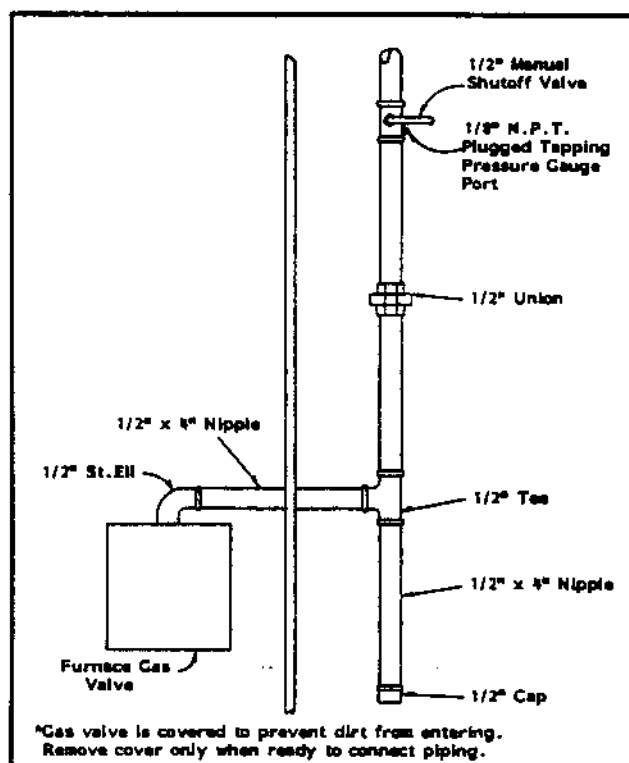 1/2" Manual
Shutoff Valve
1/8" N.P.T.
Plugged Tapping
Pressure Gauge
Port
1/2" Union
1/2" x 4" Nipple
1/2" St.Ell
1/2" Tee
1/2" x 4" Nipple
Furnace Gas
Valve
1/2" Cap
*Gas valve is covered to prevent dirt from entering.
Remove cover only when ready to connect piping.